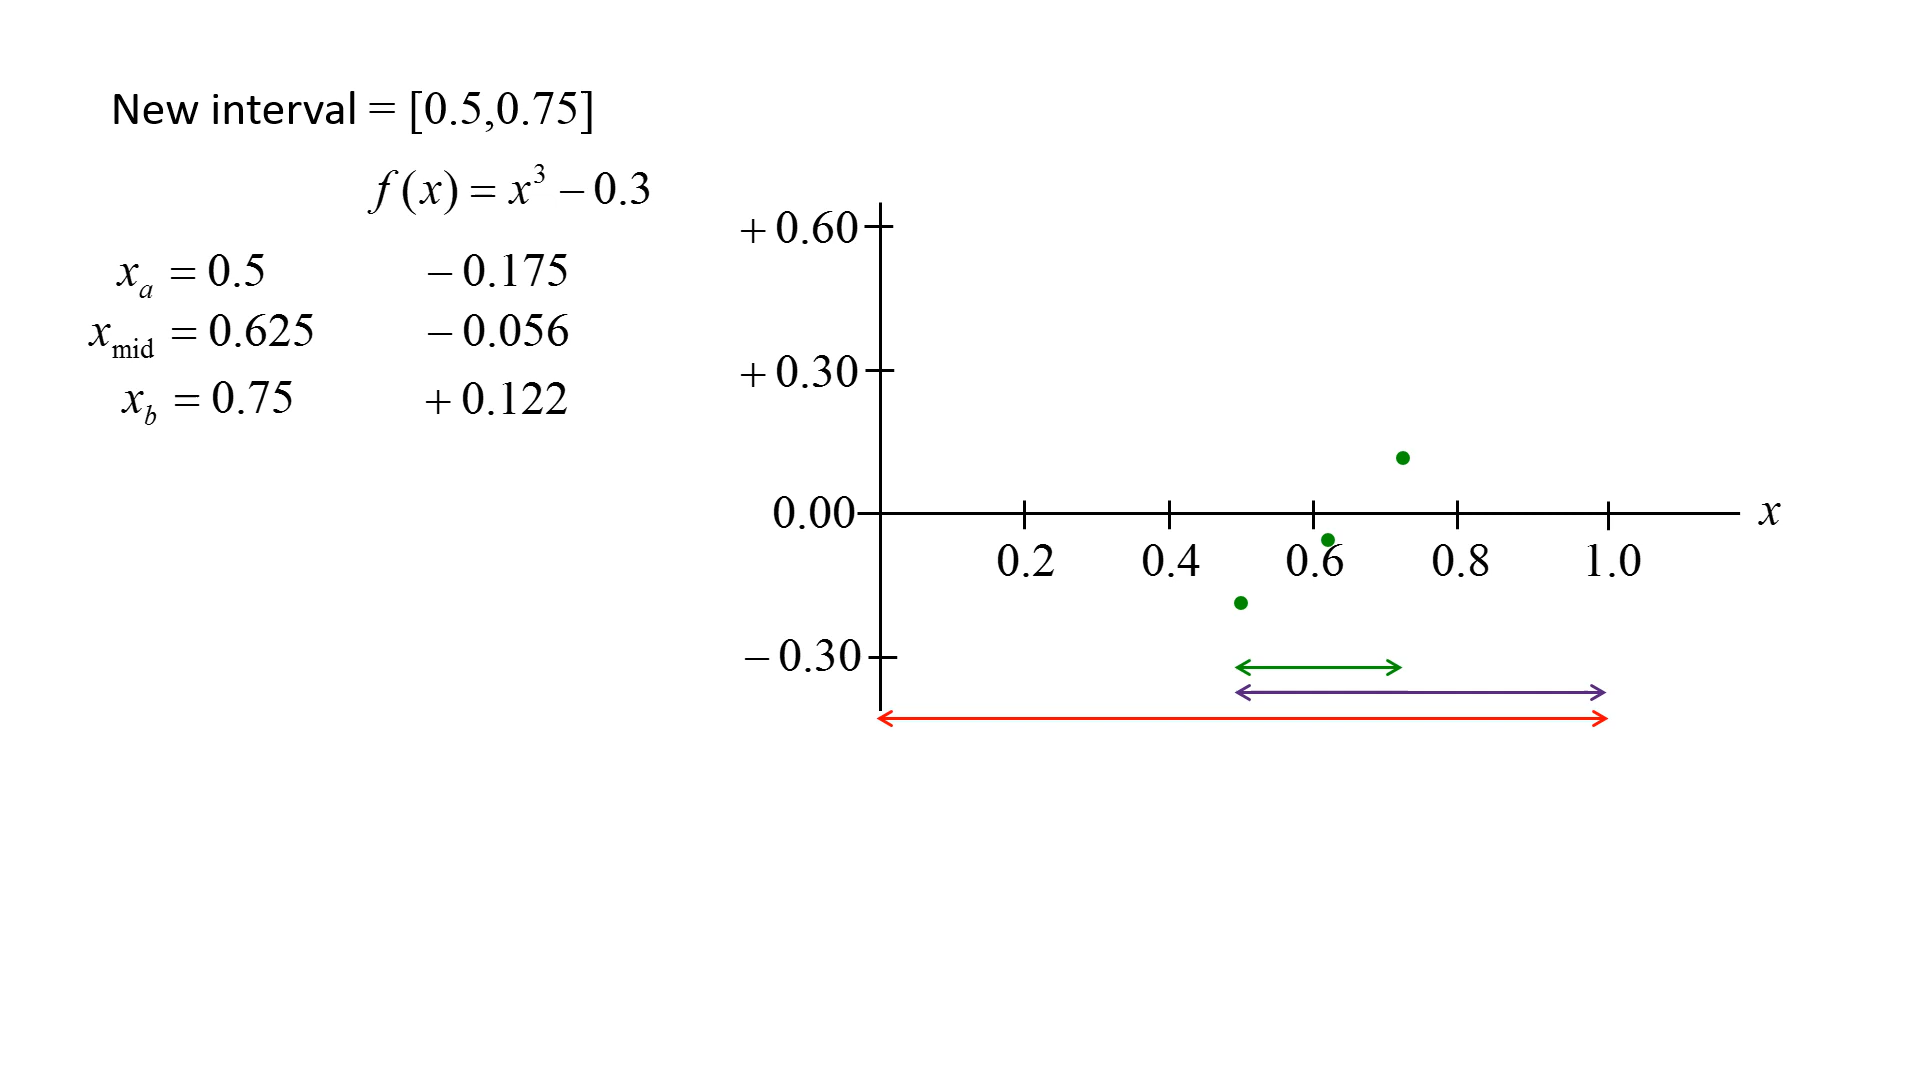 New interval = [0.5,0.75]
f(x) = x³ − 0.3
xₐ = 0.5 − 0.175
x_mid = 0.625 − 0.056
x_b = 0.75 + 0.122
+ 0.60
+ 0.30
0.00
x
0.2 0.4 0.6 0.8 1.0
− 0.30